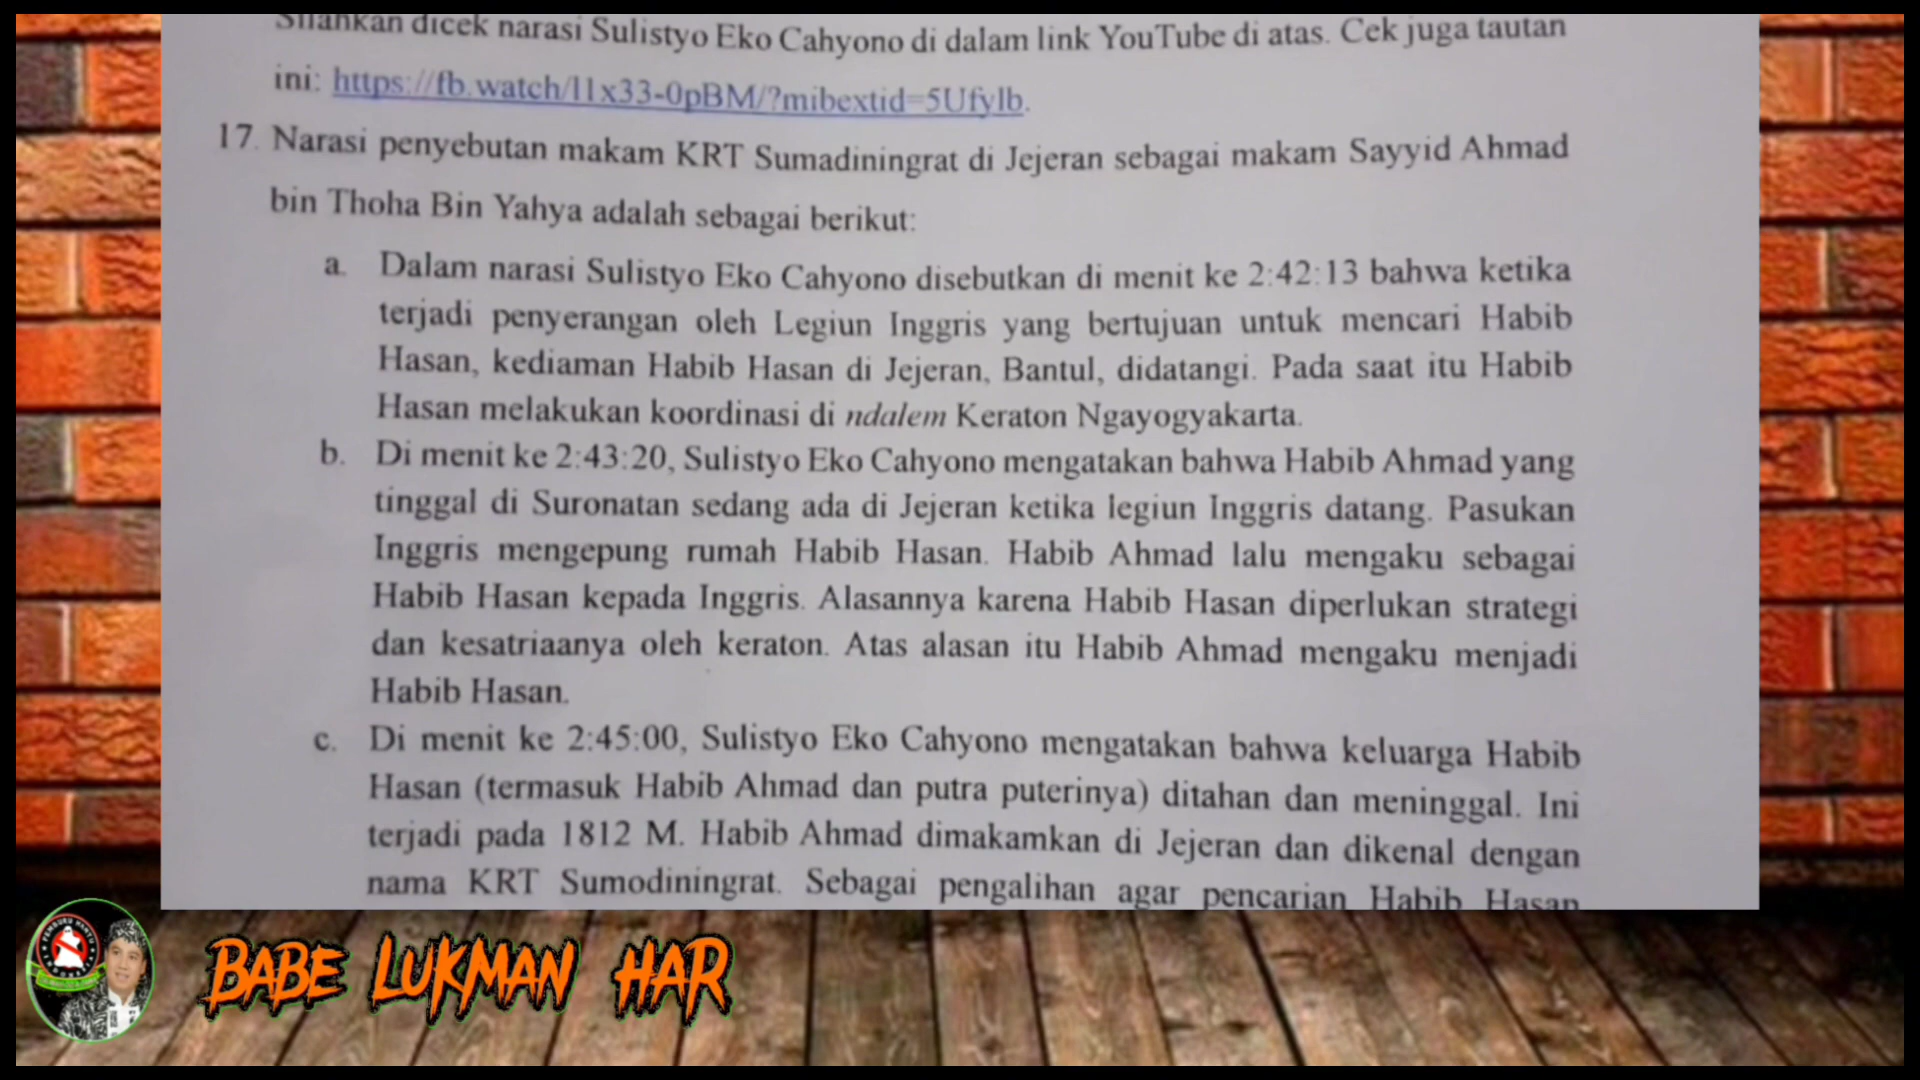 Silahkan dicek narasi Sulistyo Eko Cahyono di dalam link YouTube di atas. Cek juga tautan
ini: https://fb.watch/l1x33-0pBM/?mibextid=5Ufylb.
17. Narasi penyebutan makam KRT Sumadiningrat di Jejeran sebagai makam Sayyid Ahmad
bin Thoha Bin Yahya adalah sebagai berikut:
a. Dalam narasi Sulistyo Eko Cahyono disebutkan di menit ke 2:42:13 bahwa ketika
terjadi penyerangan oleh Legiun Inggris yang bertujuan untuk mencari Habib
Hasan, kediaman Habib Hasan di Jejeran, Bantul, didatangi. Pada saat itu Habib
Hasan melakukan koordinasi di ndalem Keraton Ngayogyakarta.
b. Di menit ke 2:43:20, Sulistyo Eko Cahyono mengatakan bahwa Habib Ahmad yang
tinggal di Suronatan sedang ada di Jejeran ketika legiun Inggris datang. Pasukan
Inggris mengepung rumah Habib Hasan. Habib Ahmad lalu mengaku sebagai
Habib Hasan kepada Inggris. Alasannya karena Habib Hasan diperlukan strategi
dan kesatriaanya oleh keraton. Atas alasan itu Habib Ahmad mengaku menjadi
Habib Hasan.
c. Di menit ke 2:45:00, Sulistyo Eko Cahyono mengatakan bahwa keluarga Habib
Hasan (termasuk Habib Ahmad dan putra puterinya) ditahan dan meninggal. Ini
terjadi pada 1812 M. Habib Ahmad dimakamkan di Jejeran dan dikenal dengan
nama KRT Sumodiningrat. Sebagai pengalihan agar pencarian Habib Hasan
BABE LUKMAN HAR